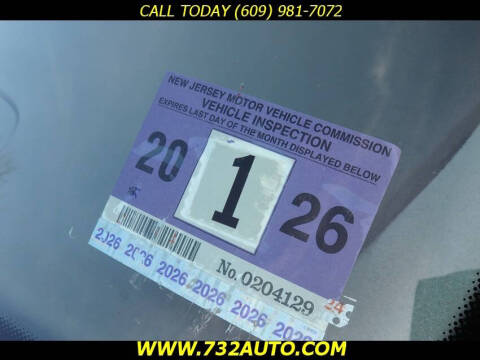 CALL TODAY (609) 981-7072
NEW JERSEY MOTOR VEHICLE COMMISSION
VEHICLE INSPECTION
EXPIRES LAST DAY OF THE MONTH DISPLAYED BELOW
20 1 26
No. 0204129
2026 2026 2026 2026 2026 2026
WWW.732AUTO.COM